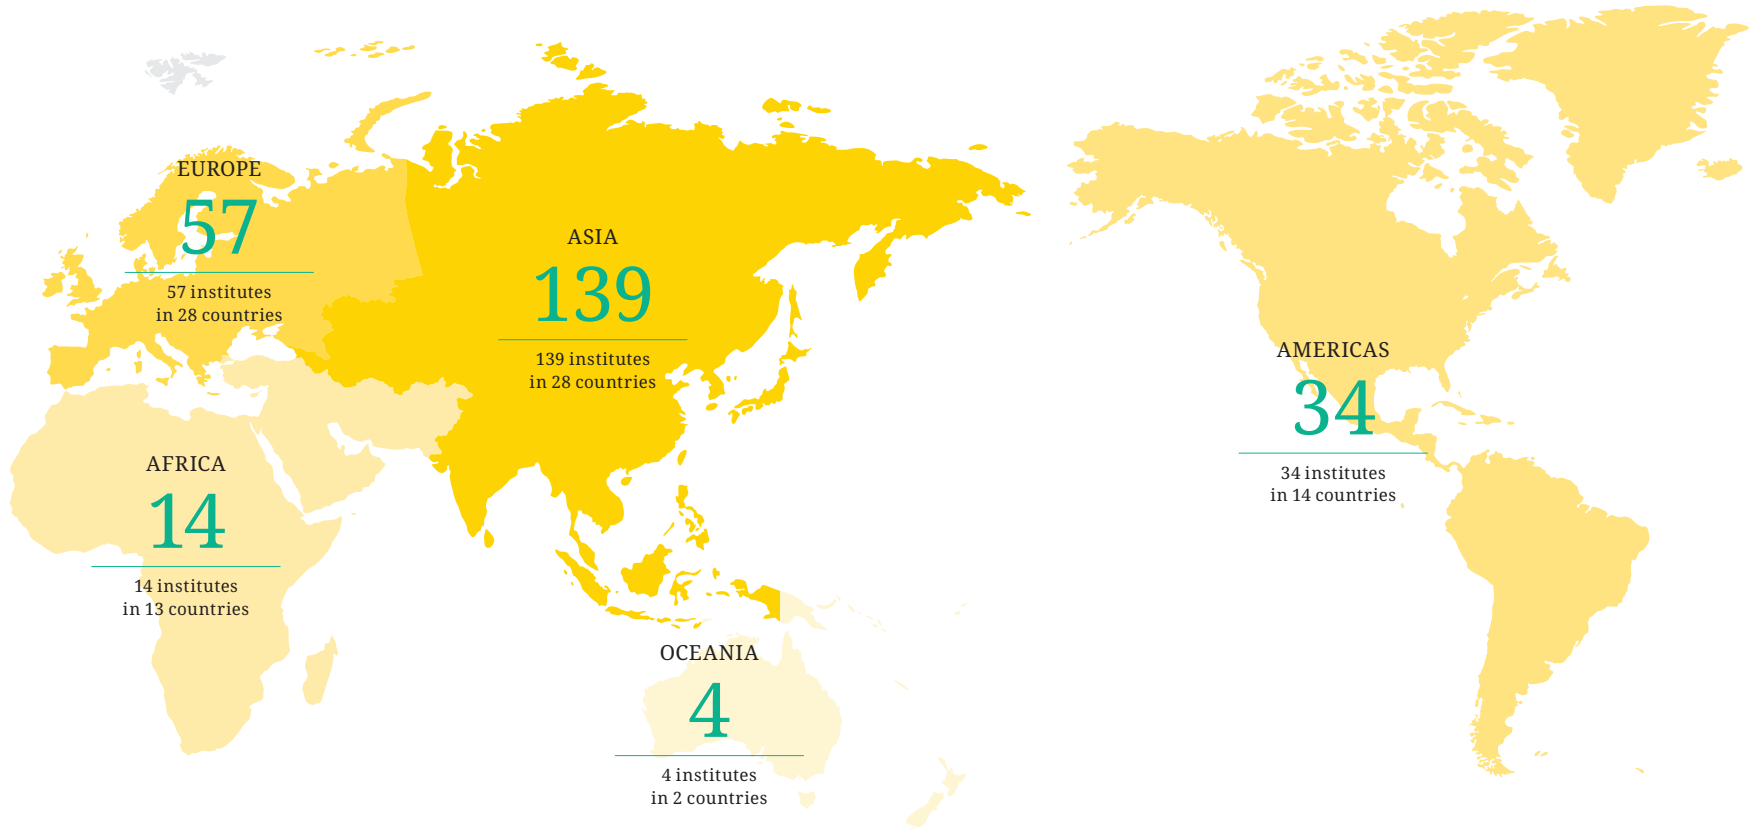 EUROPE
57
57 institutes
in 28 countries
ASIA
139
139 institutes
in 28 countries
AMERICAS
34
34 institutes
in 14 countries
AFRICA
14
14 institutes
in 13 countries
OCEANIA
4
4 institutes
in 2 countries